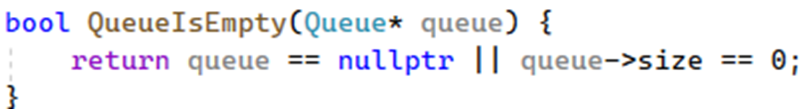 bool QueueIsEmpty(Queue* queue) {
    return queue == nullptr || queue->size == 0;
}